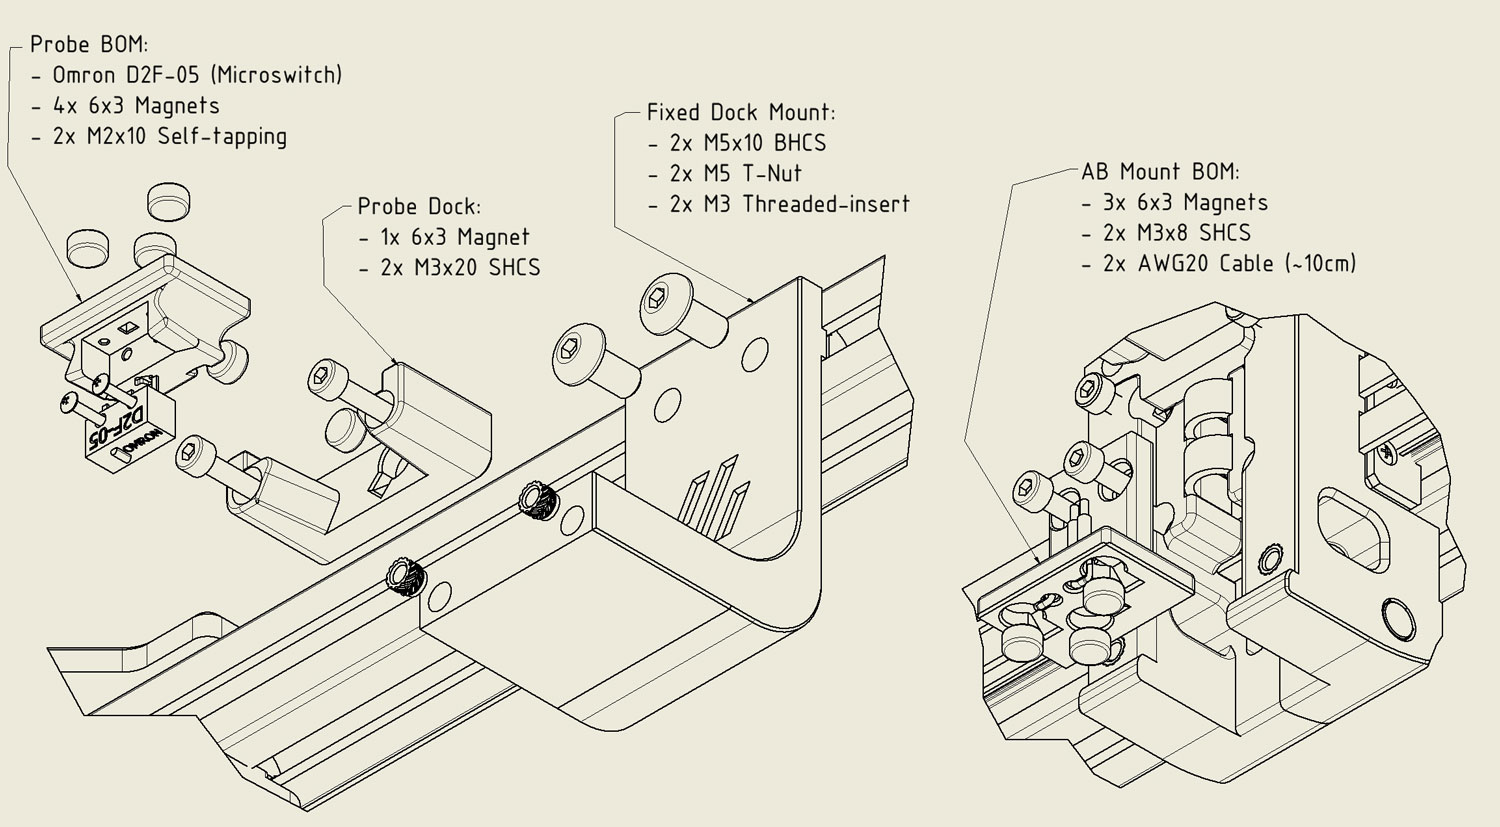 Probe BOM:
- Omron D2F-05 (Microswitch)
- 4x 6x3 Magnets
- 2x M2x10 Self-tapping
Fixed Dock Mount:
- 2x M5x10 BHCS
- 2x M5 T-Nut
- 2x M3 Threaded-insert
AB Mount BOM:
- 3x 6x3 Magnets
- 2x M3x8 SHCS
- 2x AWG20 Cable (~10cm)
Probe Dock:
- 1x 6x3 Magnet
- 2x M3x20 SHCS
D2F-05
OMRON